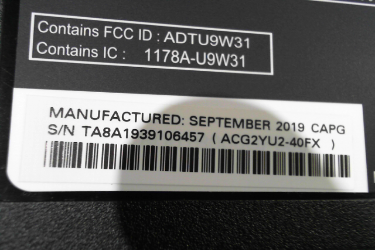 Contains FCC ID : ADTU9W31
Contains IC : 1178A-U9W31
MANUFACTURED: SEPTEMBER 2019 CAPG
S/N TA8A1939106457 ( ACG2YU2-40FX )